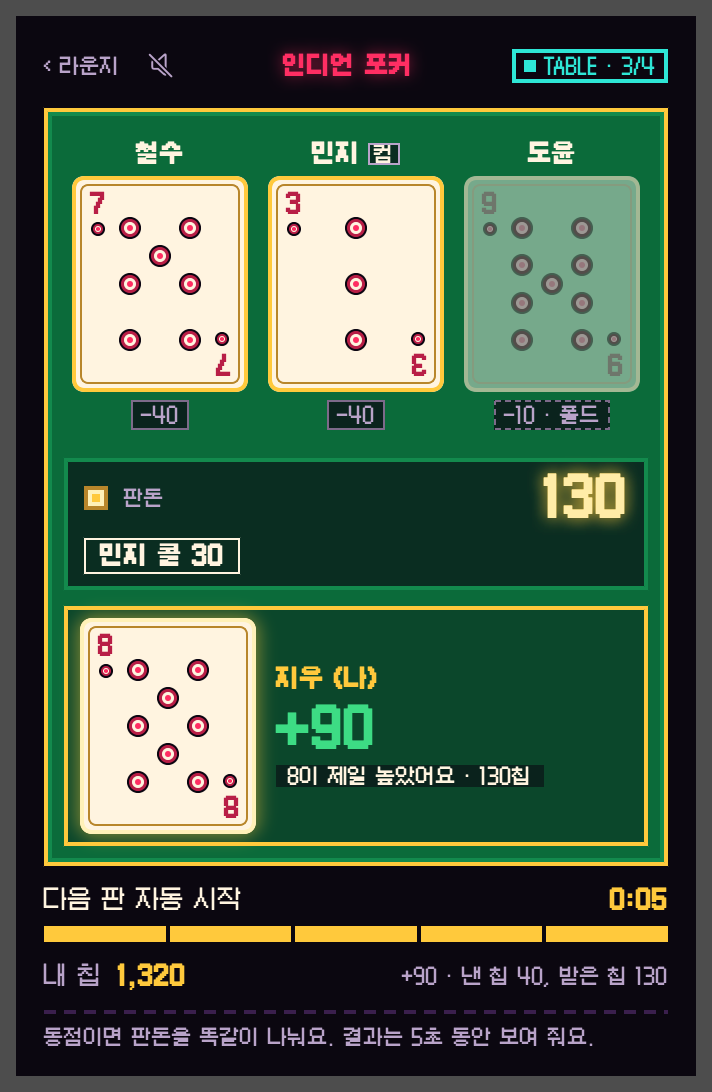 ‹ 라운지
인디언 포커
TABLE · 3/4
철수
민지 컴
도윤
7
7
3
3
9
9
-40
-40
-10 · 폴드
판돈
130
민지 콜 30
8
8
지우 (나)
+90
8이 제일 높았어요 · 130칩
다음 판 자동 시작
0:05
내 칩 1,320
+90 · 낸 칩 40, 받은 칩 130
동점이면 판돈을 똑같이 나눠요. 결과는 5초 동안 보여 줘요.